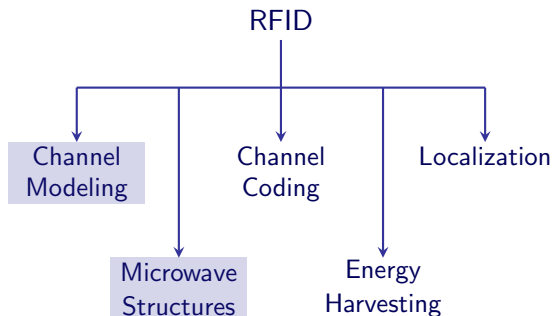 RFID
Channel
Modeling
Channel
Coding
Localization
Microwave
Structures
Energy
Harvesting